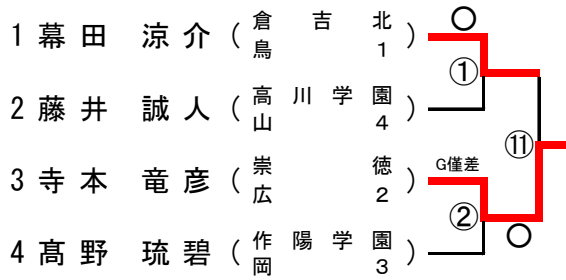 1 幕田 涼介 (倉吉北 鳥1) 〇
①
2 藤井 誠人 (高川学園 山4)
⑪
3 寺本 竜彦 (崇徳 広2) G僅差
②
4 髙野 琉碧 (作陽学園 岡3) 〇